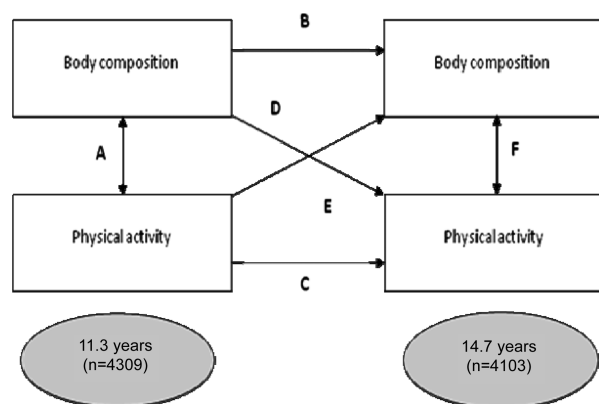 B
Body composition
Body composition
D
A
F
E
Physical activity
Physical activity
C
11.3 years
(n=4309)
14.7 years
(n=4103)